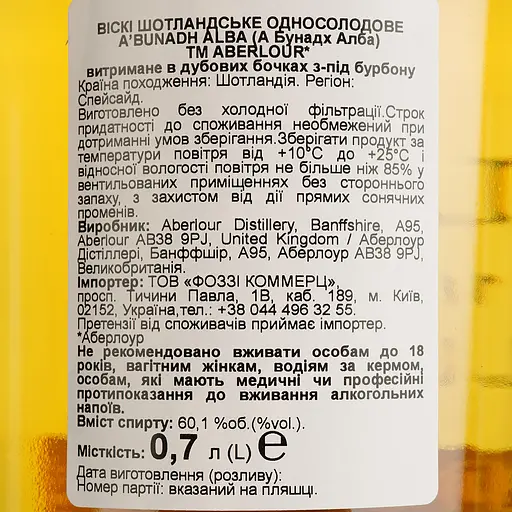 ВІСКІ ШОТЛАНДСЬКЕ ОДНОСОЛОДОВЕ
A'BUNADH ALBA (А Бунадх Алба)
ТМ ABERLOUR*
витримане в дубових бочках з-під бурбону
Країна походження: Шотландія. Регіон:
Спейсайд.
Виготовлено без холодної фільтрації.Строк
придатності до споживання необмежений при
дотриманні умов зберігання.Зберігати продукт за
температури повітря від +10°С до +25°С і
відносної вологості повітря не більше ніж 85% у
вентильованих приміщеннях без стороннього
запаху, з захистом від дії прямих сонячних
променів.
Виробник: Aberlour Distillery, Banffshire, A95,
Aberlour AB38 9PJ, United Kingdom / Аберлоур
Дістіллері, Банффшір, А95, Аберлоур AB38 9PJ,
Великобританія.
Імпортер: ТОВ «ФОЗЗІ КОММЕРЦ»,
просп. Тичини Павла, 1В, каб. 189, м. Київ,
02152, Україна,тел.: +38 044 496 32 55.
Претензії від споживачів приймає імпортер.
*Аберлоур
Не рекомендовано вживати особам до 18
років, вагітним жінкам, водіям за кермом,
особам, які мають медичні чи професійні
протипоказання до вживання алкогольних
напоїв.
Вміст спирту: 60,1 %об.(%vol.).
Місткість: 0,7 л (L) ℮
Дата виготовлення (розливу):
Номер партії: вказаний на пляшці.